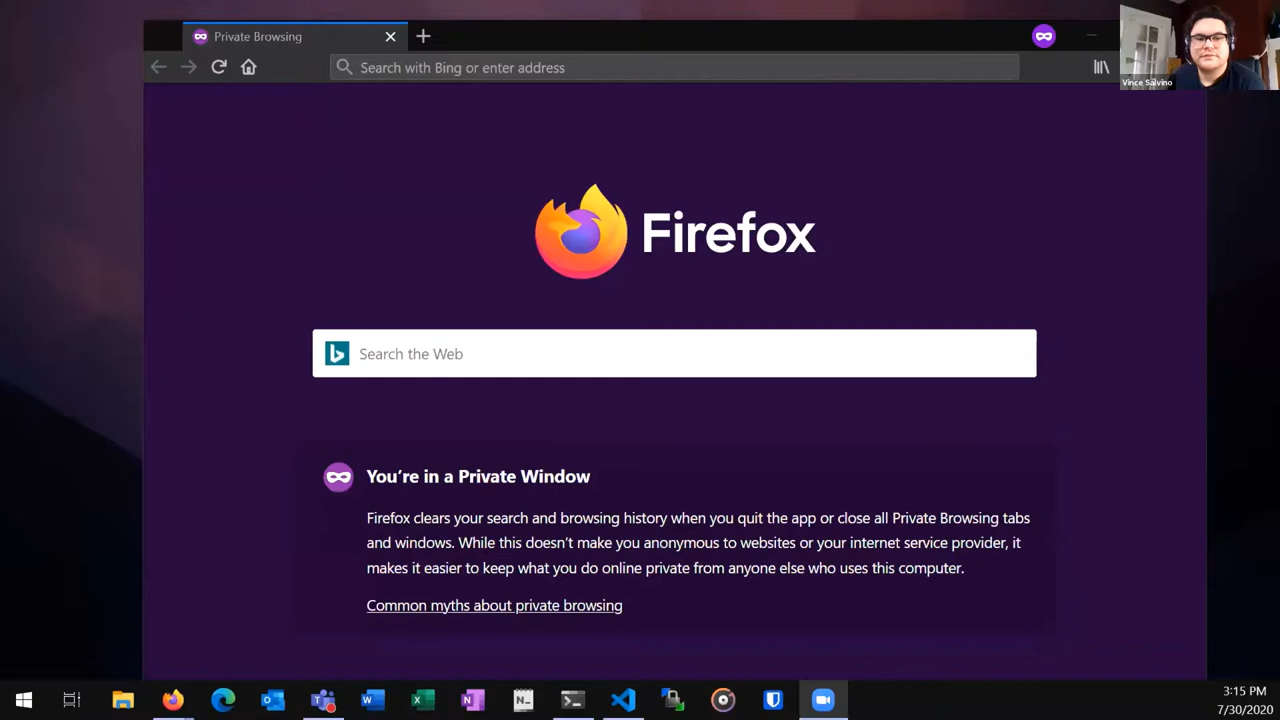 Private Browsing
Search with Bing or enter address
Vince Salvino
Firefox
Search the Web
You're in a Private Window
Firefox clears your search and browsing history when you quit the app or close all Private Browsing tabs
and windows. While this doesn't make you anonymous to websites or your internet service provider, it
makes it easier to keep what you do online private from anyone else who uses this computer.
Common myths about private browsing
3:15 PM
7/30/2020